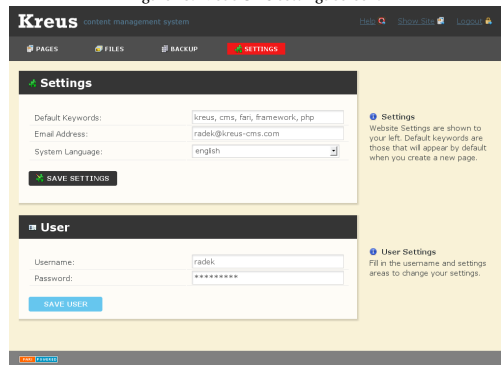 Kreus content management system
Help Show Site Logout
PAGES FILES BACKUP SETTINGS
Settings
Default Keywords: kreus, cms, fari, framework, php
Email Address: radek@kreus-cms.com
System Language: english
SAVE SETTINGS
Settings
Website Settings are shown to
your left. Default keywords are
those that will appear by default
when you create a new page.
User
Username: radek
Password: *********
SAVE USER
User Settings
Fill in the username and settings
areas to change your settings.